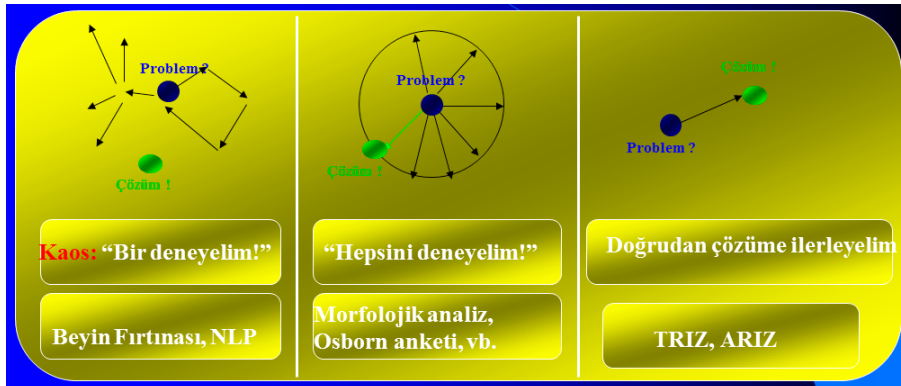 Problem ?
Çözüm !
Kaos: “Bir deneyelim!”
Beyin Fırtınası, NLP
Problem ?
Çözüm !
“Hepsini deneyelim!”
Morfolojik analiz,
Osborn anketi, vb.
Çözüm !
Problem ?
Doğrudan çözüme ilerleyelim
TRIZ, ARIZ